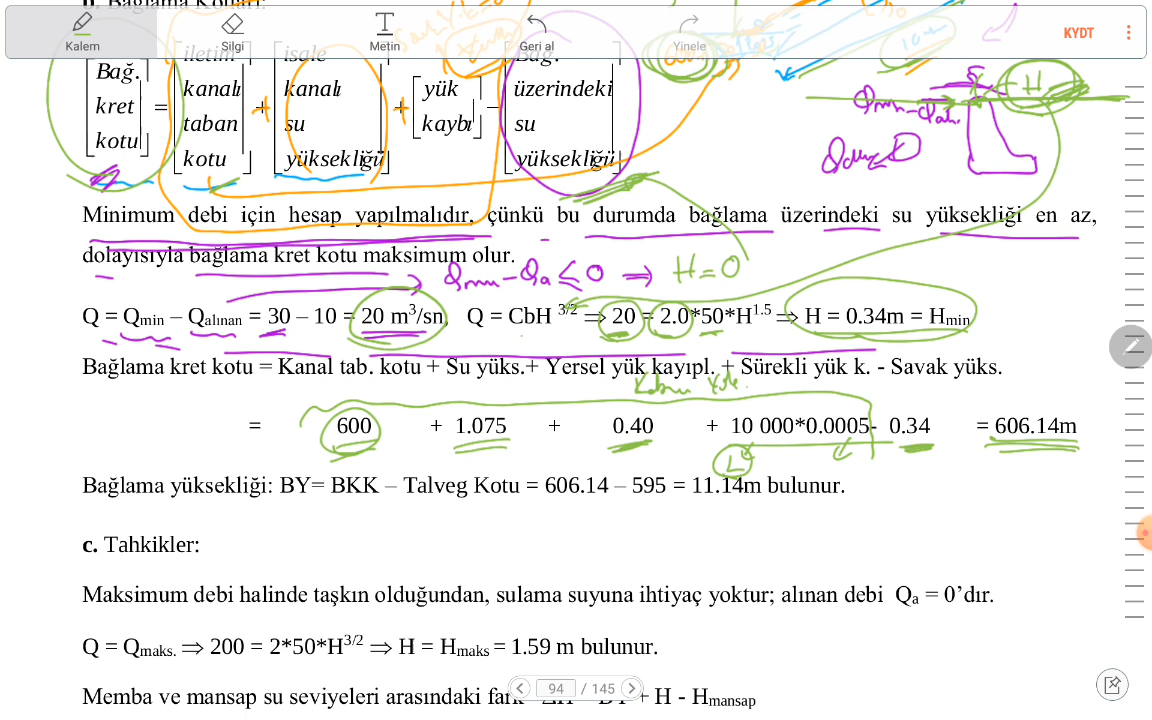 b. Bağlama Kotları:
Kalem Silgi Metin Geri al Yinele KYDT
Bağ. kret kotu = iletim kanalı taban kotu + isale kanalı su yüksekliği + yük kaybı - Bağ. üzerindeki su yüksekliği
H
Minimum debi için hesap yapılmalıdır, çünkü bu durumda bağlama üzerindeki su yüksekliği en az,
dolayısıyla bağlama kret kotu maksimum olur.
Qmin - Qa ≤ 0 ⇒ H = 0
Q = Qmin – Qalınan = 30 – 10 = 20 m³/sn, Q = CbH 3/2 ⇒ 20 = 2.0*50*H1.5 ⇒ H = 0.34m = Hmin
Bağlama kret kotu = Kanal tab. kotu + Su yüks.+ Yersel yük kayıpl. + Sürekli yük k. - Savak yüks.
= 600 + 1.075 + 0.40 + 10 000*0.0005- 0.34 = 606.14m
L
Bağlama yüksekliği: BY= BKK – Talveg Kotu = 606.14 – 595 = 11.14m bulunur.
c. Tahkikler:
Maksimum debi halinde taşkın olduğundan, sulama suyuna ihtiyaç yoktur; alınan debi Qa = 0’dır.
Q = Qmaks. ⇒ 200 = 2*50*H3/2 ⇒ H = Hmaks = 1.59 m bulunur.
Memba ve mansap su seviyeleri arasındaki fark + H - Hmansap
94 / 145